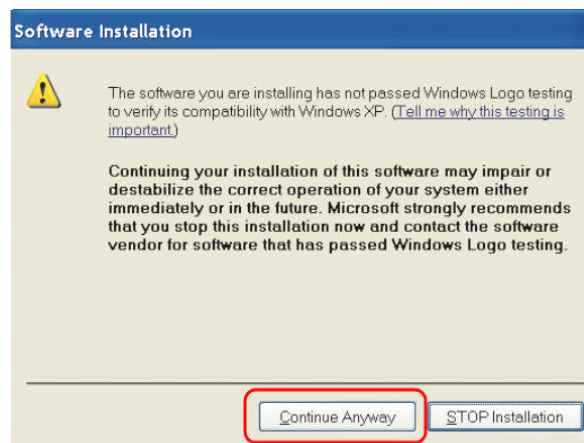 Software Installation
The software you are installing has not passed Windows Logo testing
to verify its compatibility with Windows XP. (Tell me why this testing is
important.)
Continuing your installation of this software may impair or
destabilize the correct operation of your system either
immediately or in the future. Microsoft strongly recommends
that you stop this installation now and contact the software
vendor for software that has passed Windows Logo testing.
Continue Anyway
STOP Installation